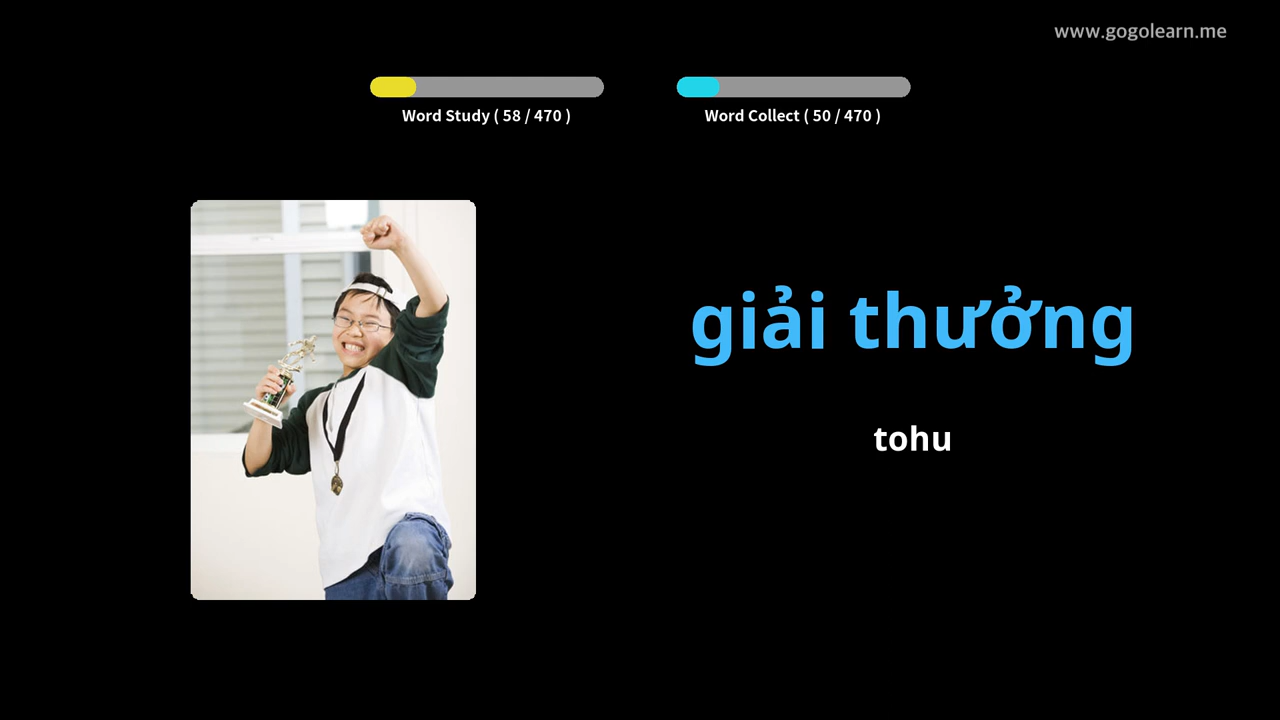 www.gogolearn.me
Word Study ( 58 / 470 )
Word Collect ( 50 / 470 )
giải thưởng
tohu